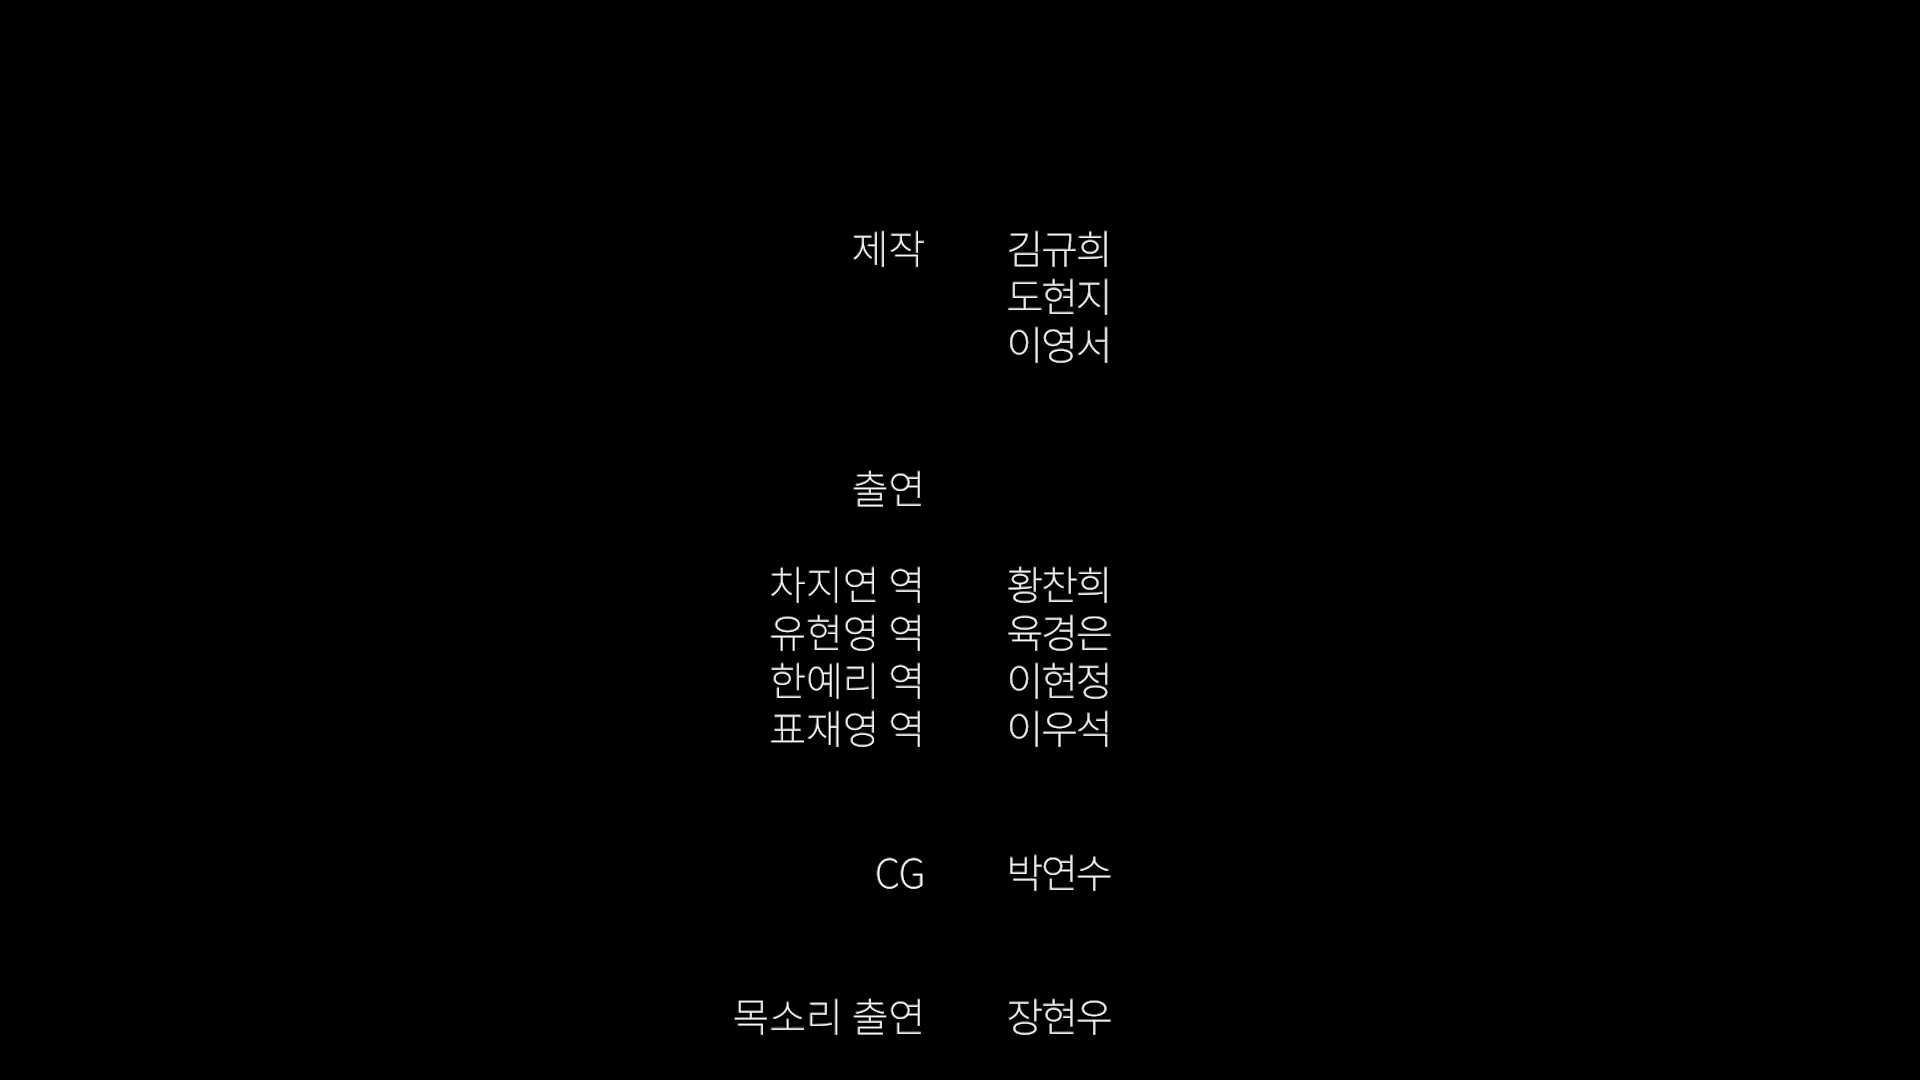 제작 김규희
도현지
이영서
출연
차지연 역 황찬희
유현영 역 육경은
한예리 역 이현정
표재영 역 이우석
CG 박연수
목소리 출연 장현우